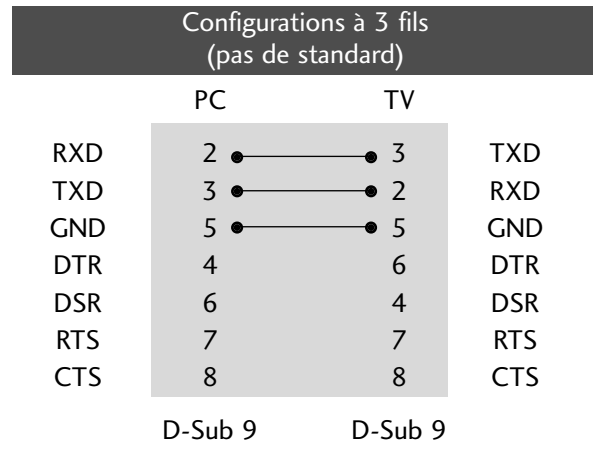 Configurations à 3 fils
(pas de standard)
PC TV
RXD 2 3 TXD
TXD 3 2 RXD
GND 5 5 GND
DTR 4 6 DTR
DSR 6 4 DSR
RTS 7 7 RTS
CTS 8 8 CTS
D-Sub 9 D-Sub 9